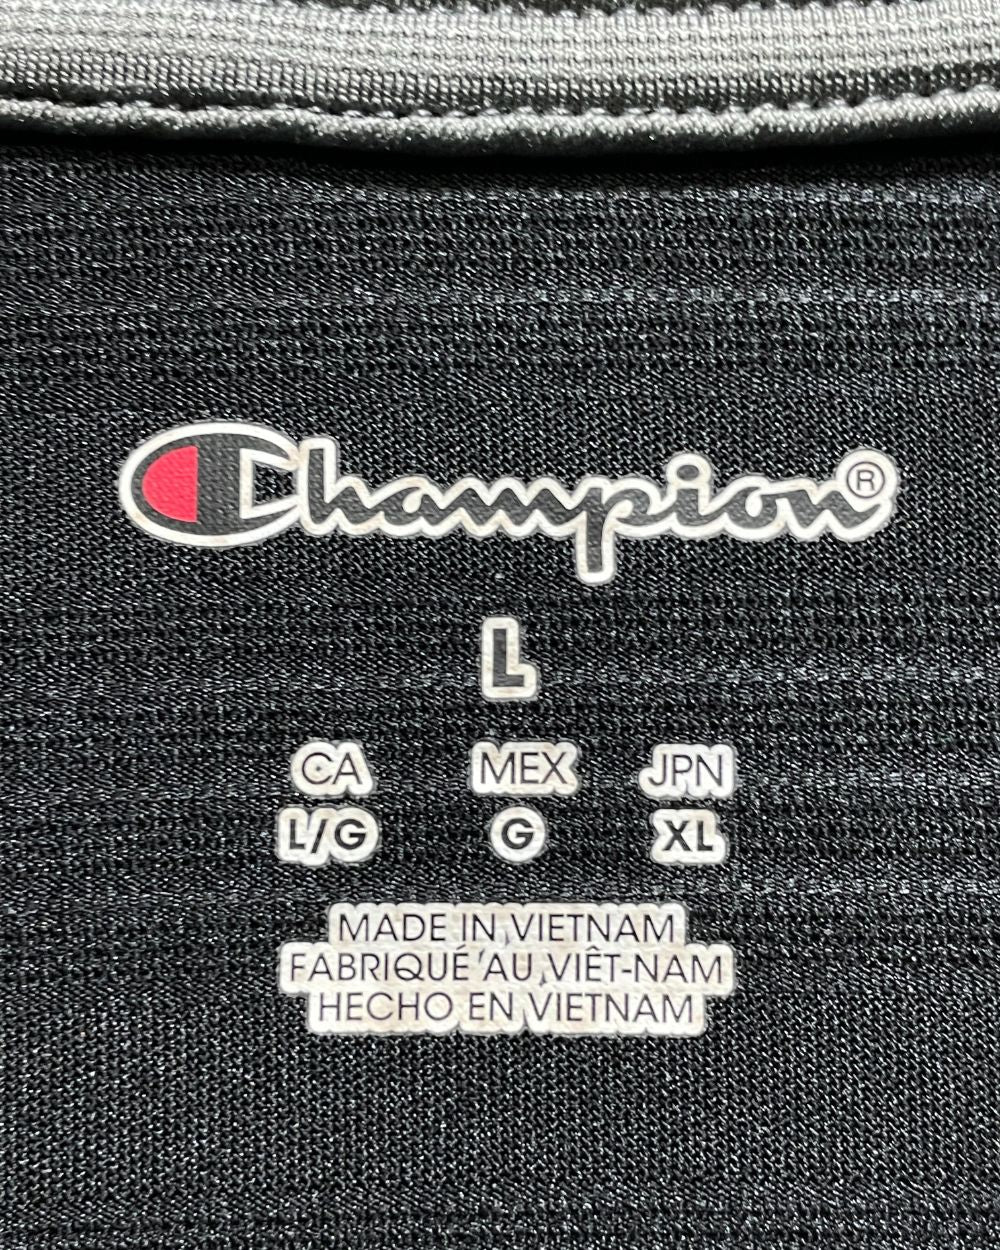 Champion®
L
CA MEX JPN
L/G G XL
MADE IN VIETNAM
FABRIQUÉ AU VIÊT-NAM
HECHO EN VIETNAM